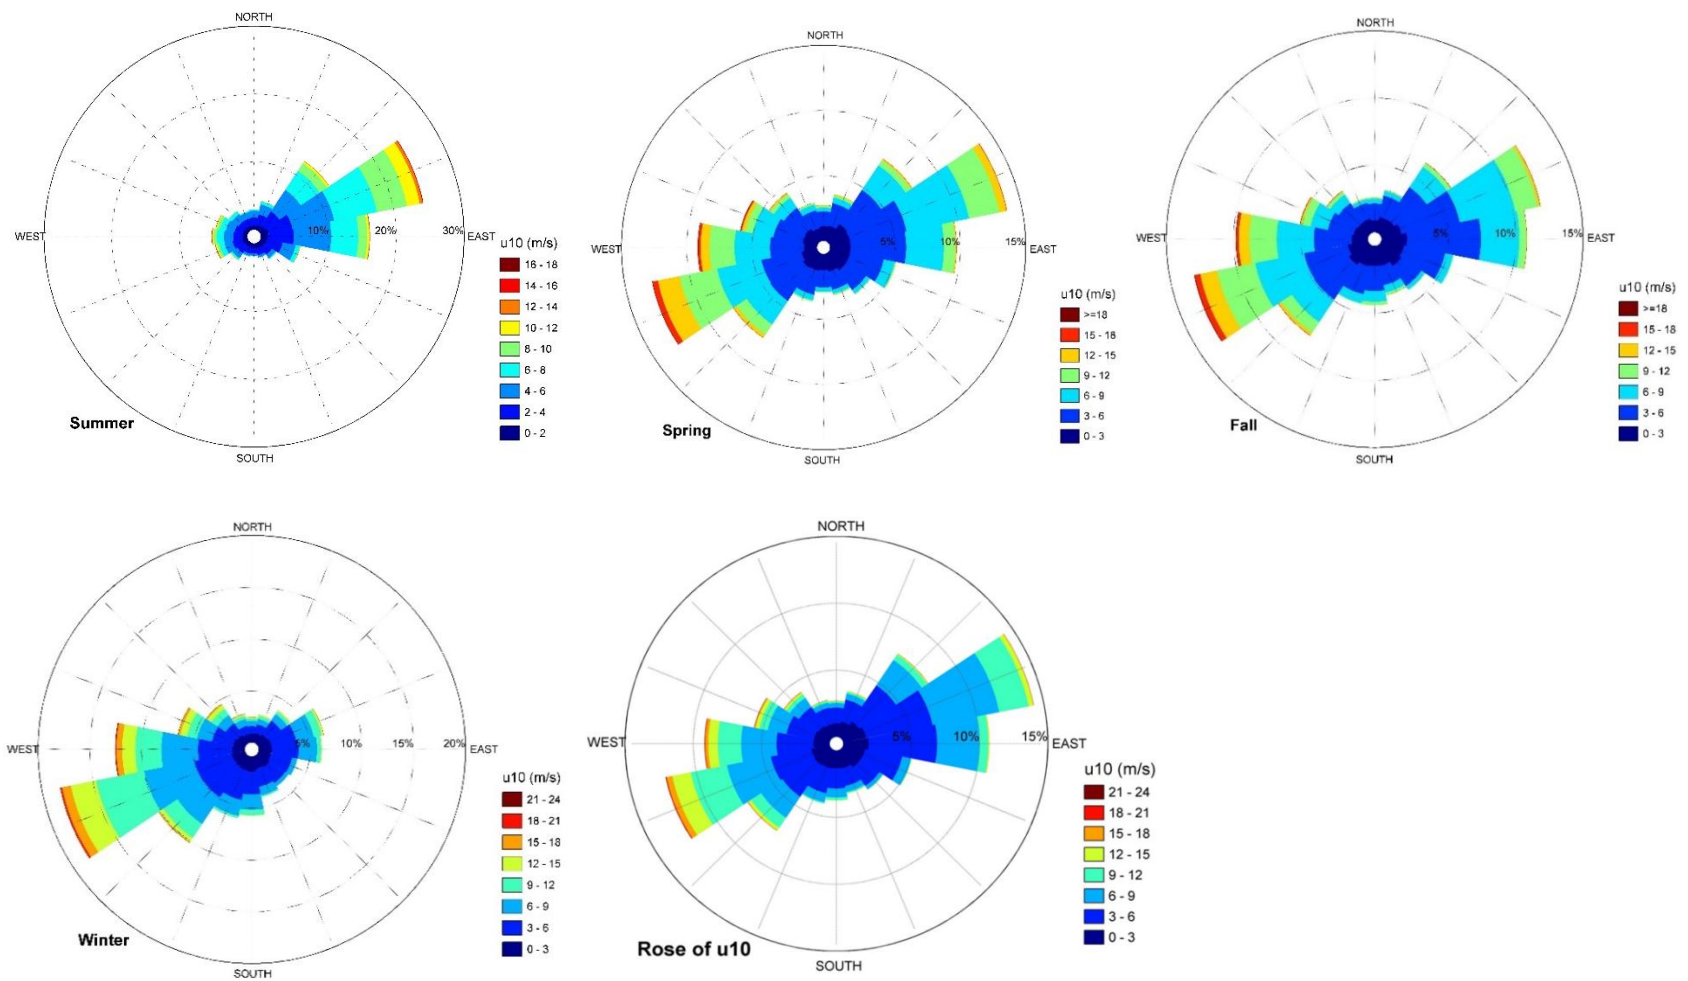 NORTH
WEST
10%
20%
30%
EAST
SOUTH
Summer
u10 (m/s)
16 - 18
14 - 16
12 - 14
10 - 12
8 - 10
6 - 8
4 - 6
2 - 4
0 - 2
NORTH
WEST
5%
10%
15%
EAST
SOUTH
Spring
u10 (m/s)
>=18
15 - 18
12 - 15
9 - 12
6 - 9
3 - 6
0 - 3
NORTH
WEST
5%
10%
15%
EAST
SOUTH
Fall
u10 (m/s)
>=18
15 - 18
12 - 15
9 - 12
6 - 9
3 - 6
0 - 3
NORTH
WEST
5%
10%
15%
20%
EAST
SOUTH
Winter
u10 (m/s)
21 - 24
18 - 21
15 - 18
12 - 15
9 - 12
6 - 9
3 - 6
0 - 3
NORTH
WEST
5%
10%
15%
EAST
SOUTH
Rose of u10
u10 (m/s)
21 - 24
18 - 21
15 - 18
12 - 15
9 - 12
6 - 9
3 - 6
0 - 3